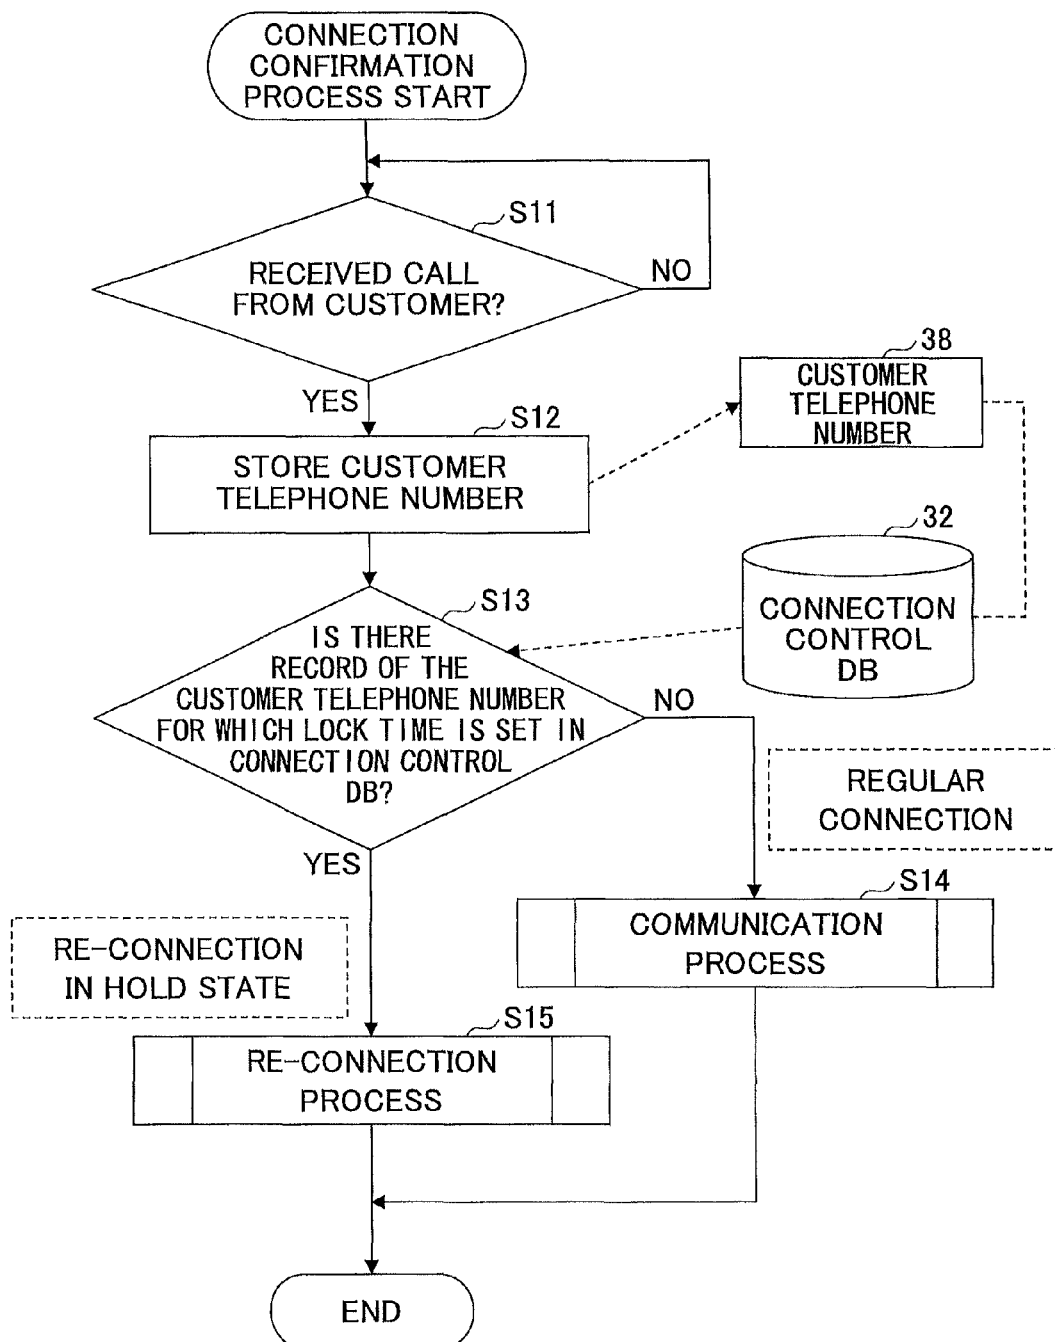 CONNECTION
CONFIRMATION
PROCESS START
S11
RECEIVED CALL
FROM CUSTOMER?
NO
YES
38
CUSTOMER
TELEPHONE
NUMBER
S12
STORE CUSTOMER
TELEPHONE NUMBER
32
CONNECTION
CONTROL
DB
S13
IS THERE
RECORD OF THE
CUSTOMER TELEPHONE NUMBER
FOR WHICH LOCK TIME IS SET IN
CONNECTION CONTROL
DB?
NO
YES
REGULAR
CONNECTION
S14
COMMUNICATION
PROCESS
RE-CONNECTION
IN HOLD STATE
S15
RE-CONNECTION
PROCESS
END